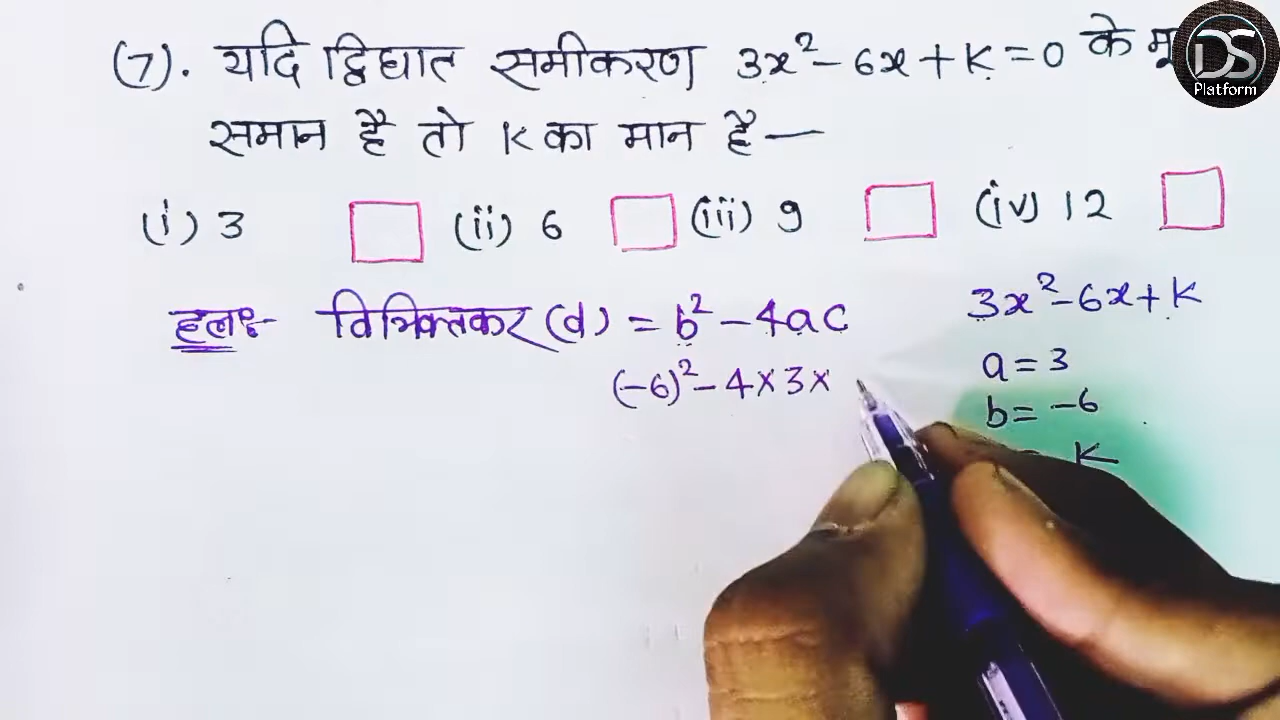 (7). यदि द्विघात समीकरण 3x² - 6x + K = 0 के
समान है तो K का मान है —
(i) 3 (ii) 6 (iii) 9 (iv) 12
हलः- विभिक्तकर (d) = b² - 4ac
(-6)² - 4 × 3 ×
3x² - 6x + K
a = 3
b = -6
K
DS
Platform